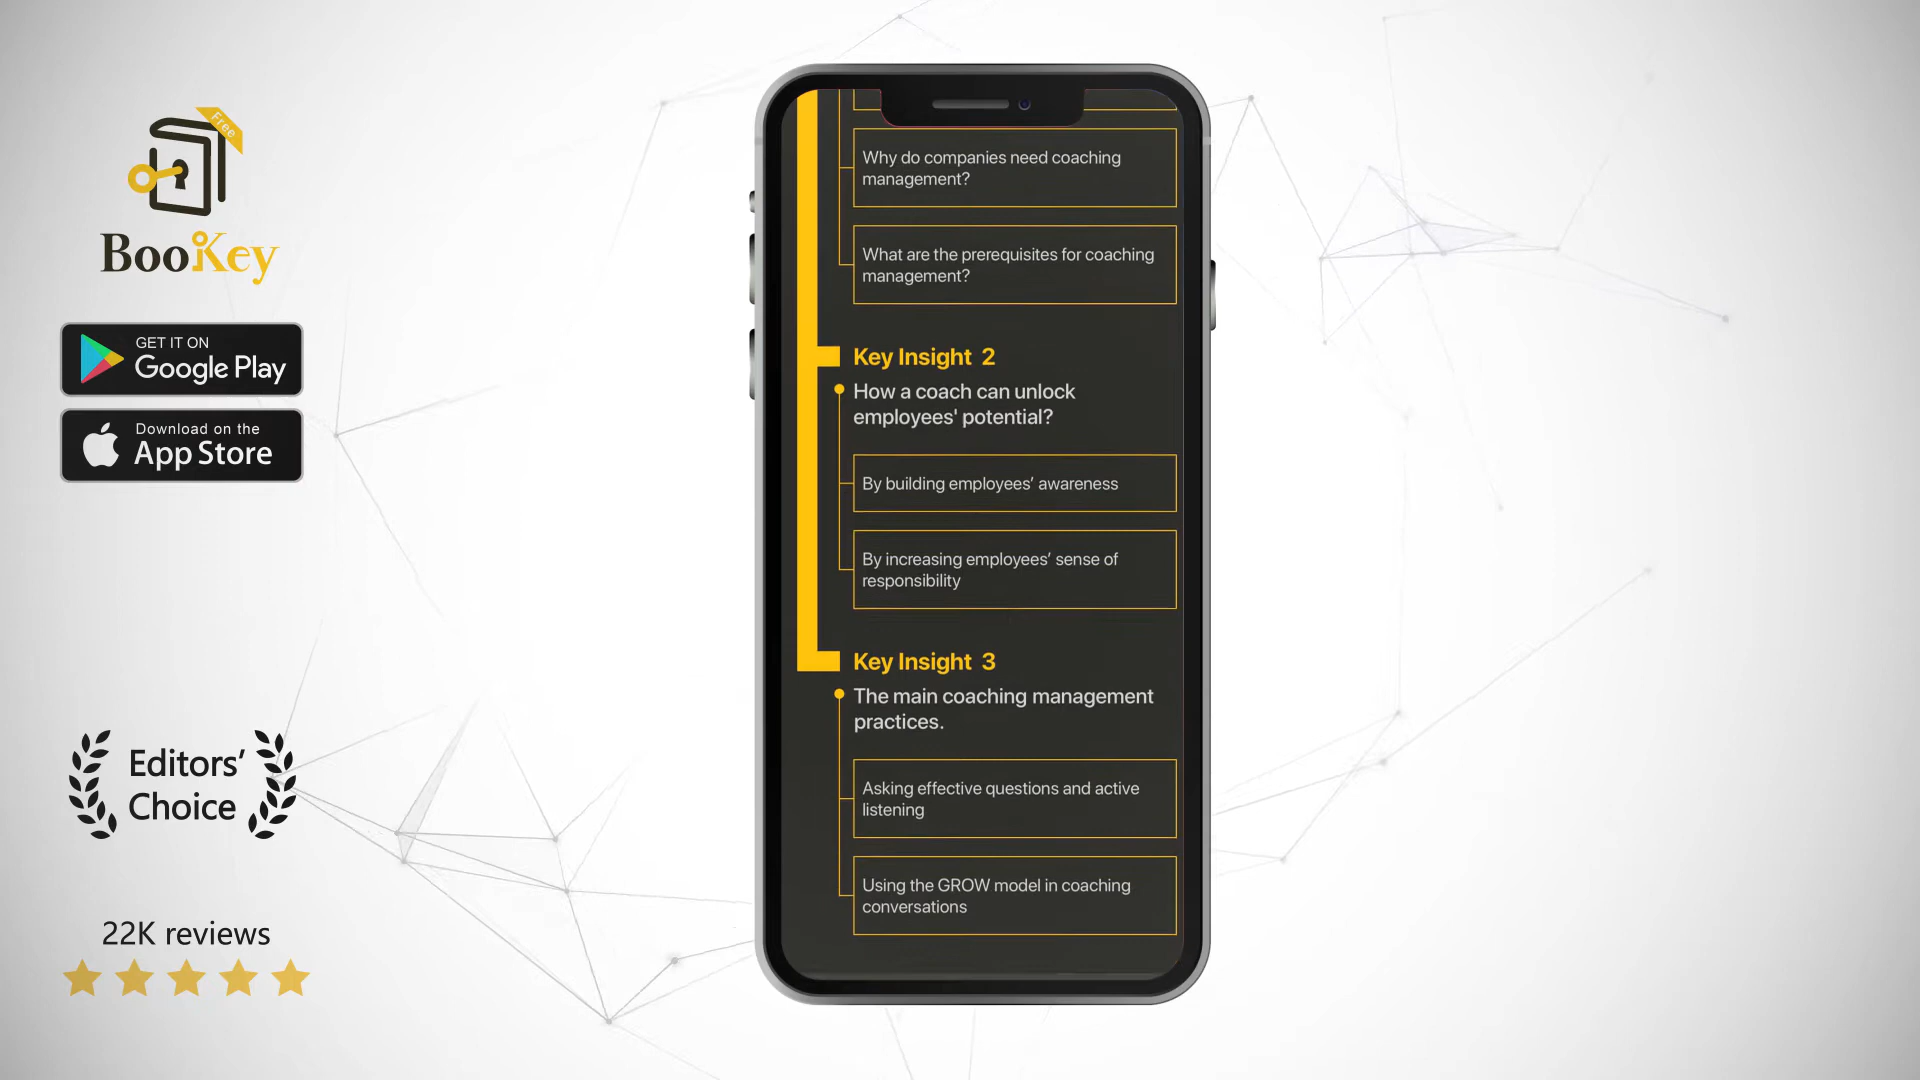 Free
BooKey
GET IT ON
Google Play
Download on the
App Store
Editors’
Choice
22K reviews
Why do companies need coaching
management?
What are the prerequisites for coaching
management?
Key Insight 2
How a coach can unlock
employees' potential?
By building employees’ awareness
By increasing employees’ sense of
responsibility
Key Insight 3
The main coaching management
practices.
Asking effective questions and active
listening
Using the GROW model in coaching
conversations